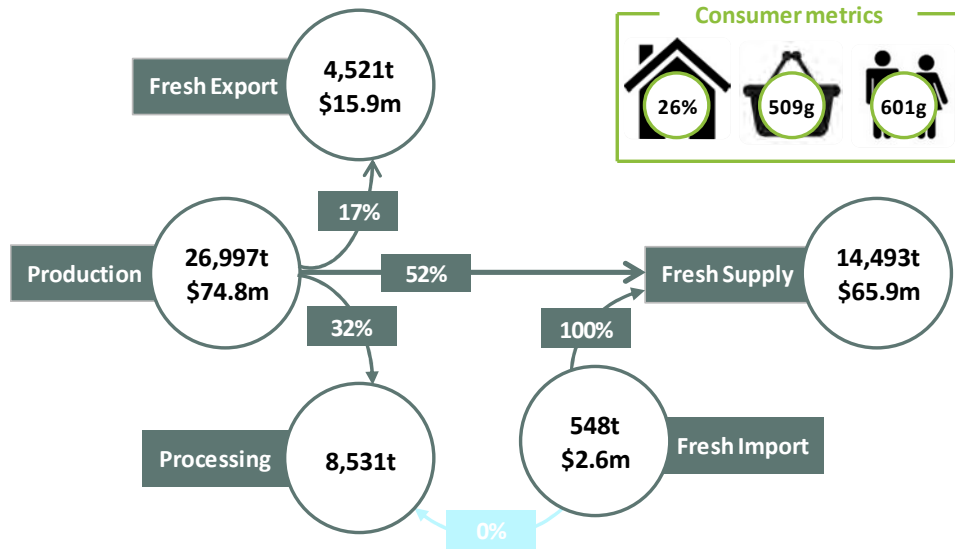 Consumer metrics
26%
509g
601g
Fresh Export
4,521t
$15.9m
17%
Production
26,997t
$74.8m
52%
Fresh Supply
14,493t
$65.9m
32%
100%
Processing
8,531t
548t
$2.6m
Fresh Import
0%